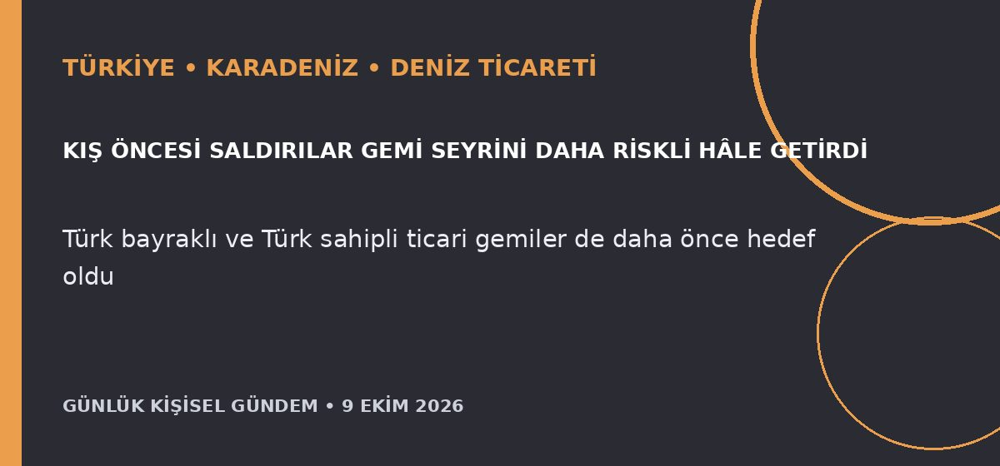 TÜRKİYE • KARADENİZ • DENİZ TİCARETİ
KIŞ ÖNCESİ SALDIRILAR GEMİ SEYRİNİ DAHA RİSKLİ HÂLE GETİRDİ
Türk bayraklı ve Türk sahipli ticari gemiler de daha önce hedef
oldu
GÜNLÜK KİŞİSEL GÜNDEM • 9 EKİM 2026